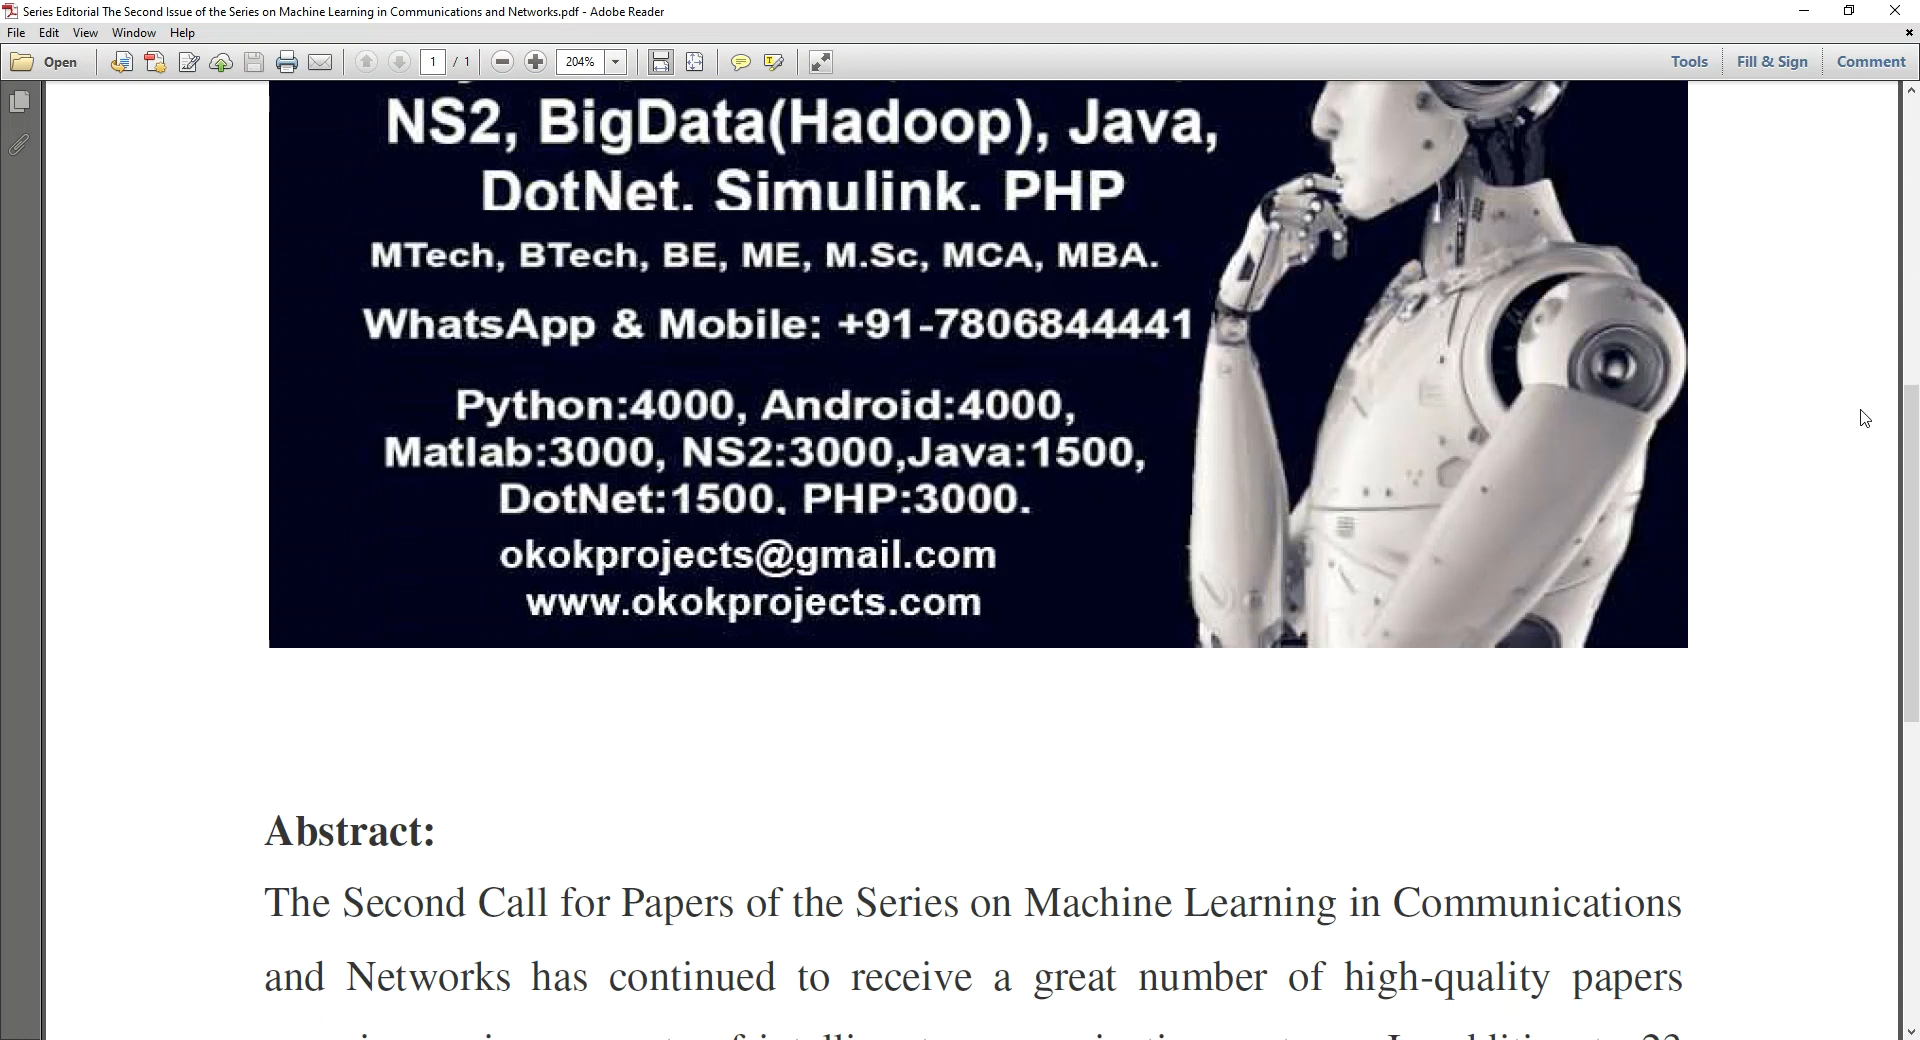 Series Editorial The Second Issue of the Series on Machine Learning in Communications and Networks.pdf - Adobe Reader
File Edit View Window Help
Open 1 / 1 204% Tools Fill & Sign Comment
NS2, BigData(Hadoop), Java,
DotNet. Simulink. PHP
MTech, BTech, BE, ME, M.Sc, MCA, MBA.
WhatsApp & Mobile: +91-7806844441
Python:4000, Android:4000,
Matlab:3000, NS2:3000,Java:1500,
DotNet:1500. PHP:3000.
okokprojects@gmail.com
www.okokprojects.com
Abstract:
The Second Call for Papers of the Series on Machine Learning in Communications
and Networks has continued to receive a great number of high-quality papers